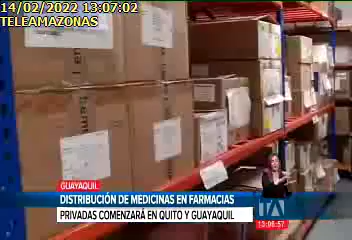 14/02/2022 13:07:02
TELEAMAZONAS
GUAYAQUIL
DISTRIBUCIÓN DE MEDICINAS EN FARMACIAS
PRIVADAS COMENZARÁ EN QUITO Y GUAYAQUIL
TA
13:06:57